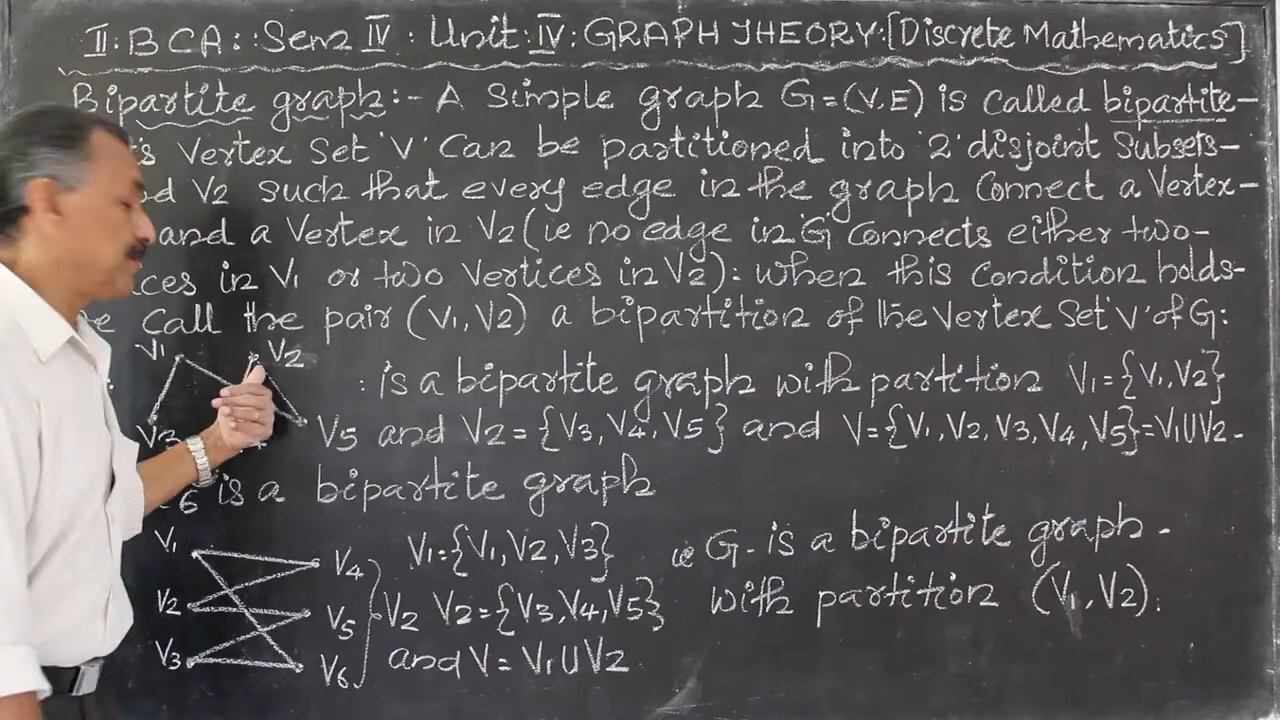 II: BCA: Sem IV: Unit: IV: GRAPH THEORY: [Discrete Mathematics]
Bipartite graph:- A simple graph G=(V,E) is called bipartite-
Vertex Set 'V' Can be partitioned into '2' disjoint Subsets-
V2 such that every edge in the graph Connect a Vertex-
and a Vertex in V2 (ie no edge in G Connects either two-
in V1 or two Vertices in V2): When this Condition holds-
Call the pair (V1,V2) a bipartition of the Vertex Set V of G:
V1 V2
: is a bipartite graph with partition V1={V1,V2}
V3 V5 and V2={V3,V4,V5} and V={V1,V2,V3,V4,V5}=V1UV2-
6 is a bipartite graph
V1 V4 V1={V1,V2,V3} ie G is a bipartite graph-
V2 V5 V2 V2={V3,V4,V5} with partition (V1,V2):
V3 V6 and V=V1UV2